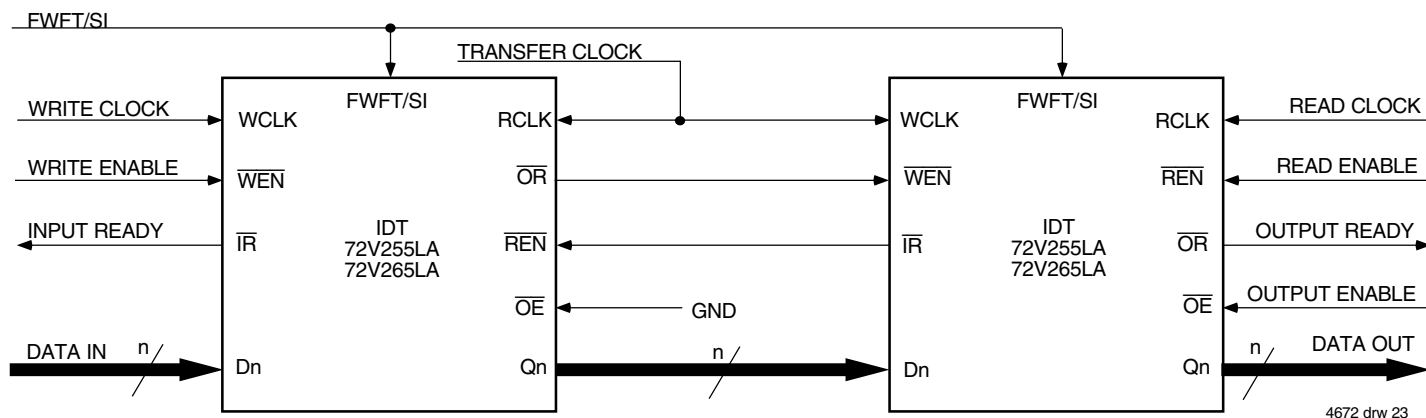 FWFT/SI
TRANSFER CLOCK
FWFT/SI
FWFT/SI
WRITE CLOCK
WCLK
RCLK
WCLK
RCLK
READ CLOCK
WRITE ENABLE
WEN
OR
WEN
REN
READ ENABLE
INPUT READY
IR
IDT
72V255LA
72V265LA
REN
IR
IDT
72V255LA
72V265LA
OR
OUTPUT READY
OE
GND
OE
OUTPUT ENABLE
DATA IN
n
Dn
Qn
n
Dn
Qn
n
DATA OUT
4672 drw 23